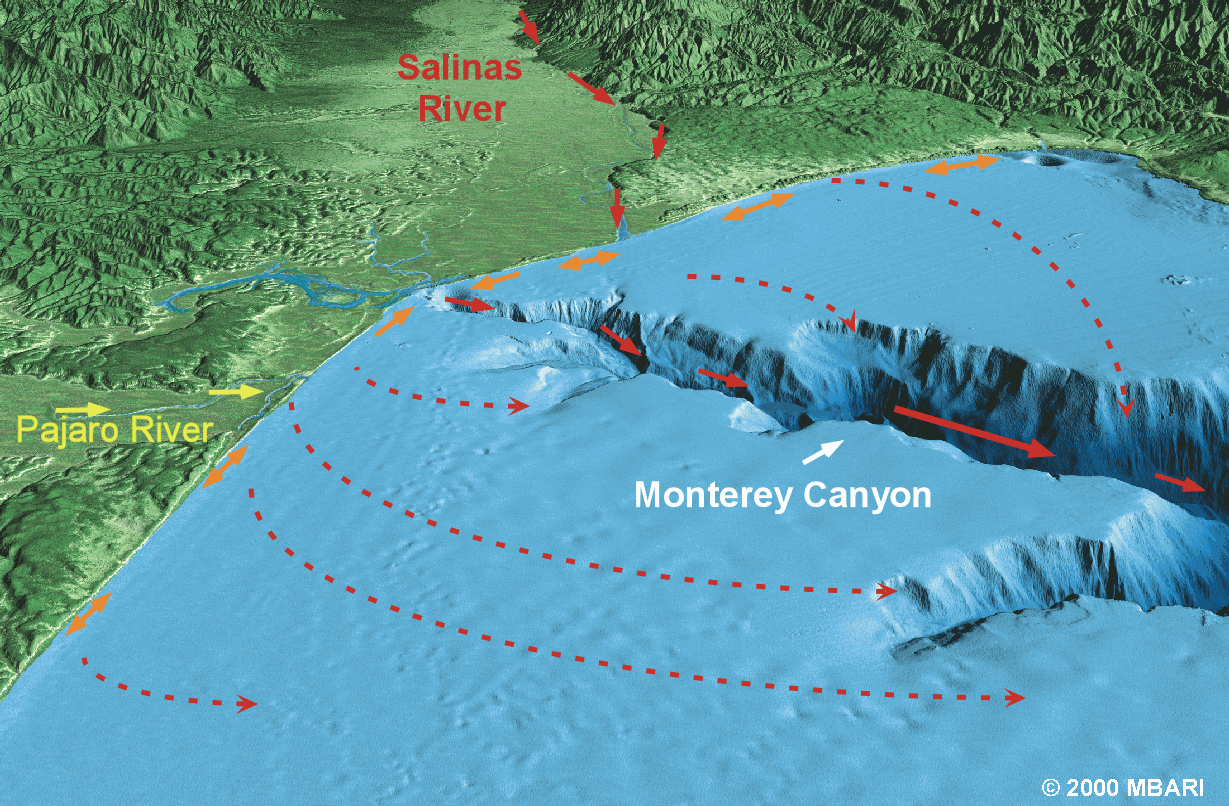 Salinas
River
Pajaro River
Monterey Canyon
© 2000 MBARI